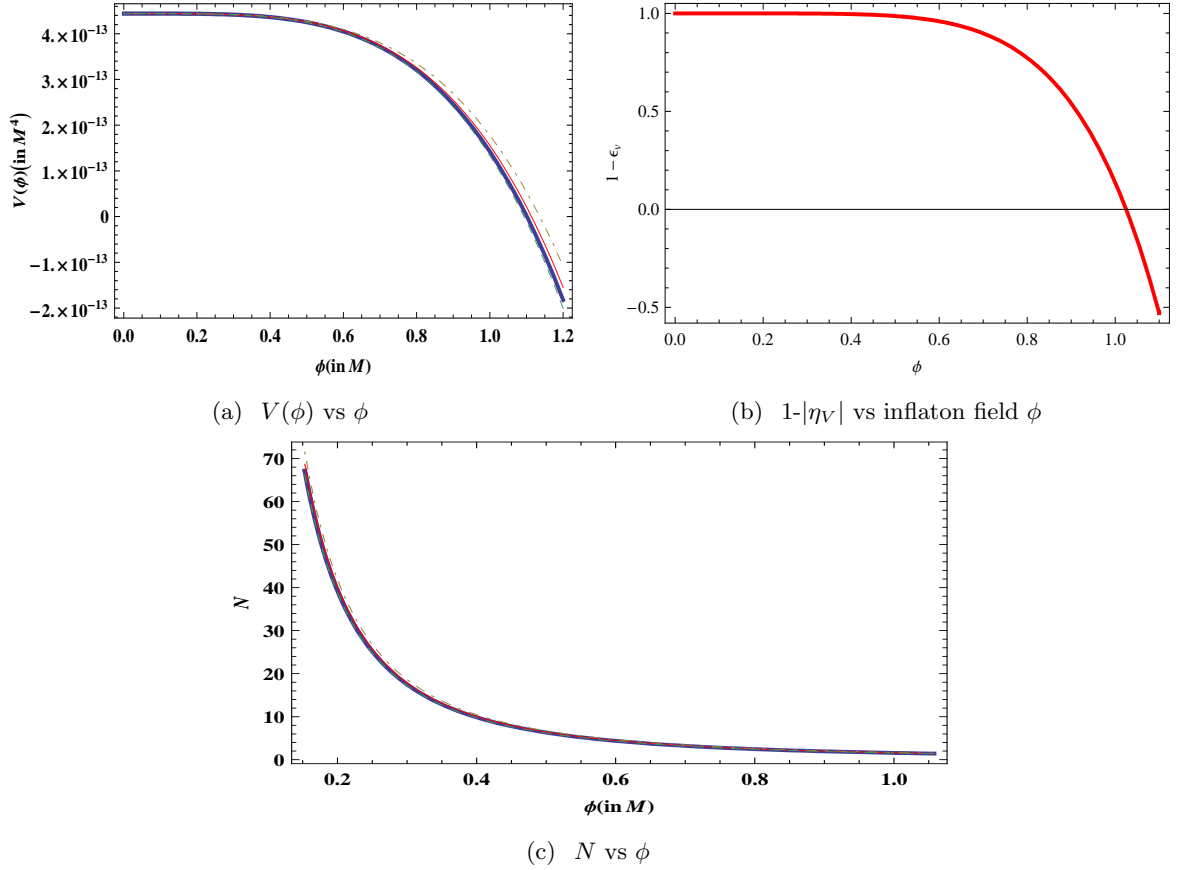 4.×10⁻¹³
3.×10⁻¹³
2.×10⁻¹³
1.×10⁻¹³
0
-1.×10⁻¹³
-2.×10⁻¹³
V(ϕ)(in M⁴)
0.0 0.2 0.4 0.6 0.8 1.0 1.2
ϕ(in M)
(a) V(ϕ) vs ϕ
1.0
0.5
0.0
−0.5
1 − ϵᵥ
0.0 0.2 0.4 0.6 0.8 1.0
ϕ
(b) 1-|η_V| vs inflaton field ϕ
70
60
50
40
30
20
10
0
N
0.2 0.4 0.6 0.8 1.0
ϕ(in M)
(c) N vs ϕ